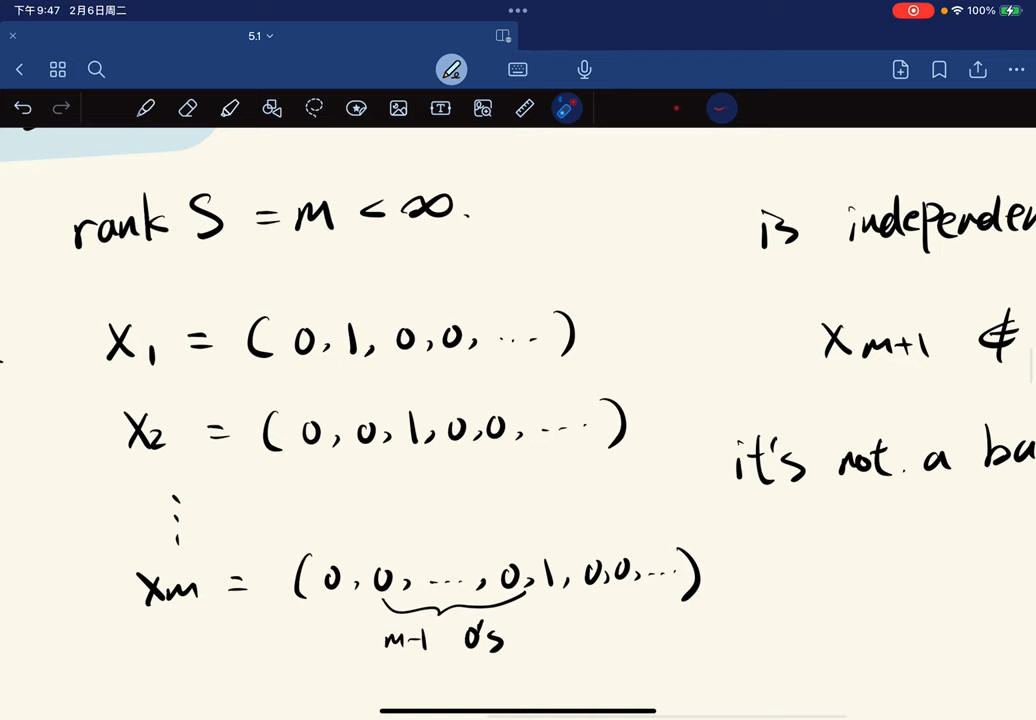 下午9:47 2月6日周二
100%
5.1
rank S = m < ∞.
x₁ = ( 0, 1, 0, 0, ... )
x₂ = ( 0, 0, 1, 0, 0, ... )
⋮
xₘ = ( 0, 0, ..., 0, 1, 0, 0, ... )
m-1 0's
is independen
xₘ₊₁ ∉
it's not. a ba